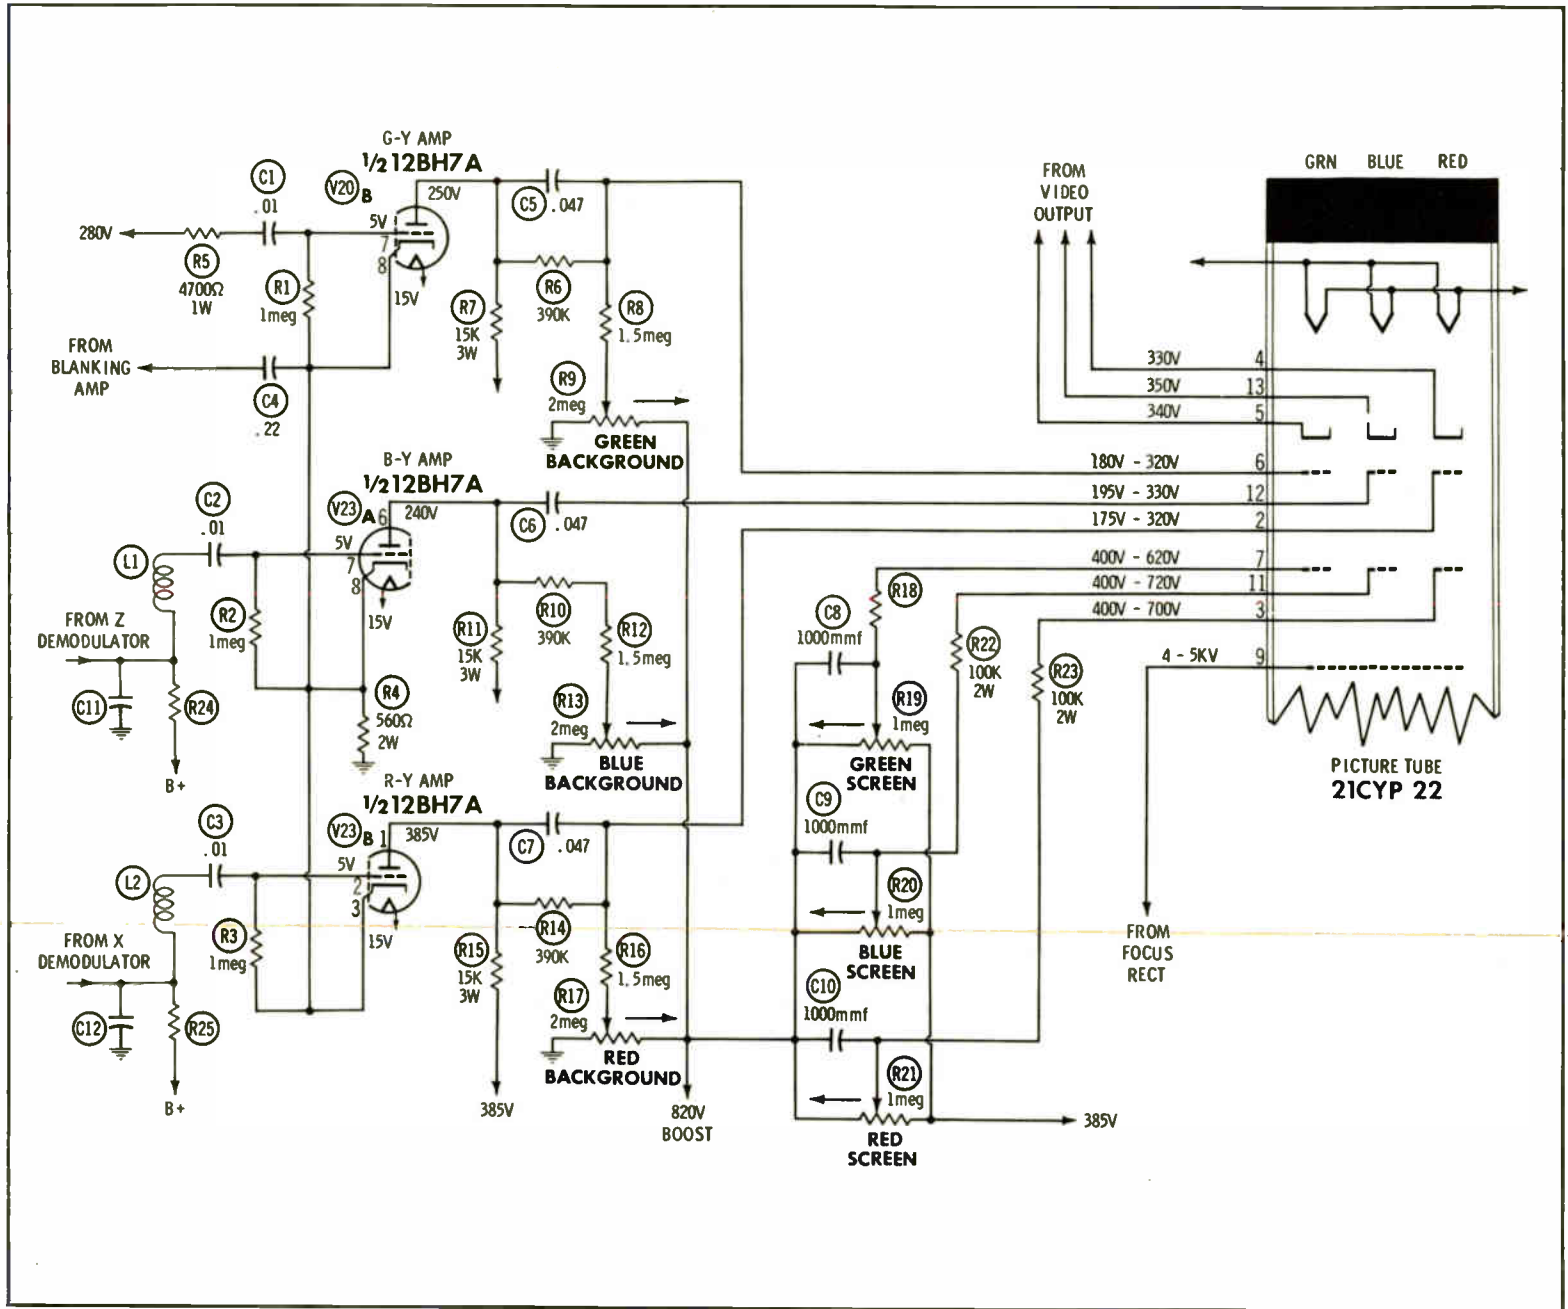 G-Y AMP
1/2 12BH7A
V20 B
250V
C1
.01
5V
7
8
15V
280V
R5
4700Ω
1W
R1
1meg
C5 .047
R6
390K
R7
15K
3W
R8
1.5meg
R9
2meg
GREEN
BACKGROUND
FROM
BLANKING
AMP
C4
.22
B-Y AMP
1/2 12BH7A
V23 A 6
240V
C2
.01
5V
7
8
15V
L1
FROM Z
DEMODULATOR
R2
1meg
C11
R24
B+
R4
560Ω
2W
C6 .047
R10
390K
R11
15K
3W
R12
1.5meg
R13
2meg
BLUE
BACKGROUND
R-Y AMP
1/2 12BH7A
V23 B 1
385V
C3
.01
5V
2
3
15V
L2
FROM X
DEMODULATOR
R3
1meg
C12
R25
B+
C7 .047
R14
390K
R15
15K
3W
R16
1.5meg
R17
2meg
RED
BACKGROUND
385V
820V
BOOST
FROM
VIDEO
OUTPUT
GRN BLUE RED
330V 4
350V 13
340V 5
180V - 320V 6
195V - 330V 12
175V - 320V 2
400V - 620V 7
400V - 720V 11
400V - 700V 3
4 - 5KV 9
R18
C8
1000mmf
R22
100K
2W
R23
100K
2W
R19
1meg
GREEN
SCREEN
C9
1000mmf
R20
1meg
BLUE
SCREEN
C10
1000mmf
R21
1meg
RED
SCREEN
385V
FROM
FOCUS
RECT
PICTURE TUBE
21CYP 22